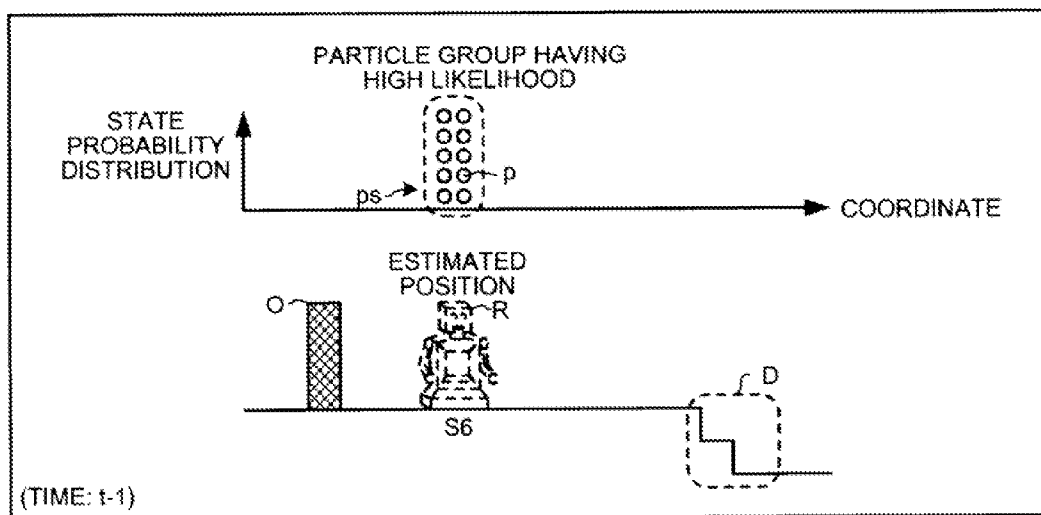 PARTICLE GROUP HAVING
HIGH LIKELIHOOD
STATE
PROBABILITY
DISTRIBUTION
p
ps
COORDINATE
ESTIMATED
POSITION
O
R
D
S6
(TIME: t-1)